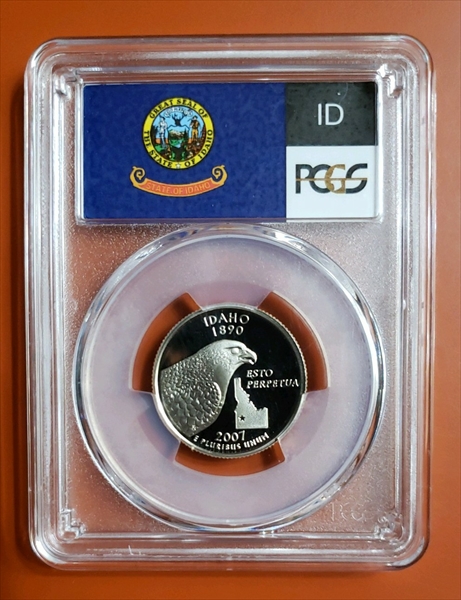 GREAT SEAL OF
THE STATE OF IDAHO
STATE OF IDAHO
ID
PCGS
IDAHO
1890
ESTO
PERPETUA
2007
E PLURIBUS UNUM